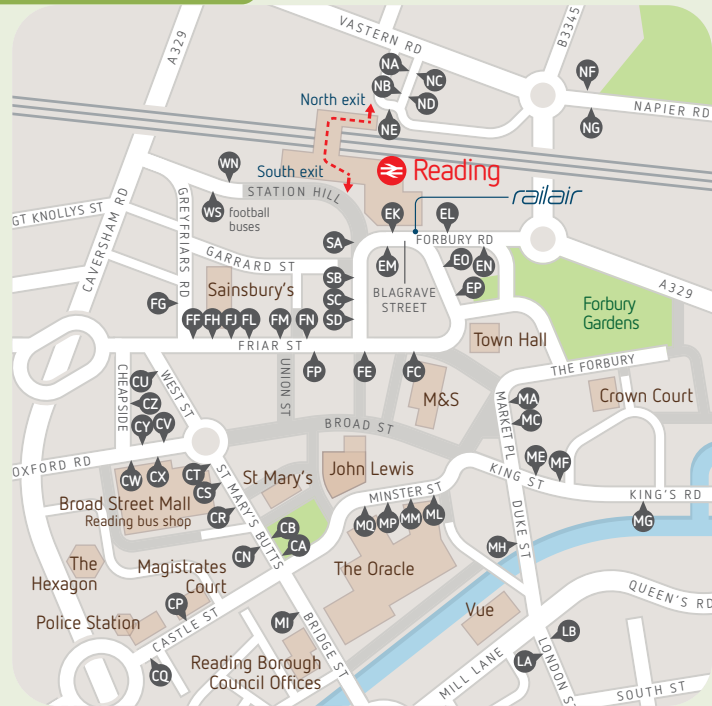 VASTERN RD
A329
B3345
NA
NB
NC
ND
NE
NF
NG
NAPIER RD
North exit
South exit
Reading
railair
WN
WS
football
buses
STATION HILL
GT KNOLLYS ST
CAVERSHAM RD
GREYFRIARS RD
GARRARD ST
SA
SB
SC
SD
EK
EL
EM
FORBURY RD
EO
EN
EP
BLAGRAVE
STREET
A329
Forbury
Gardens
Sainsbury's
FG
FF
FH
FJ
FL
FM
FN
FRIAR ST
FP
FE
FC
Town Hall
THE FORBURY
Crown Court
CHEAPSIDE
WEST ST
UNION ST
CU
CZ
CY
CV
M&S
MARKET PL
MA
MC
BROAD ST
OXFORD RD
CW
CX
CT
CS
CR
Broad Street Mall
Reading bus shop
ST MARY'S BUTTS
St Mary's
John Lewis
MINSTER ST
KING ST
ME
MF
KING'S RD
MG
MQ
MP
MM
ML
CB
CA
CN
DUKE ST
MH
The
Hexagon
Magistrates
Court
The Oracle
Police Station
CP
CASTLE ST
CQ
MI
BRIDGE ST
Vue
QUEEN'S RD
LB
LA
LONDON ST
Reading Borough
Council Offices
MILL LANE
SOUTH ST